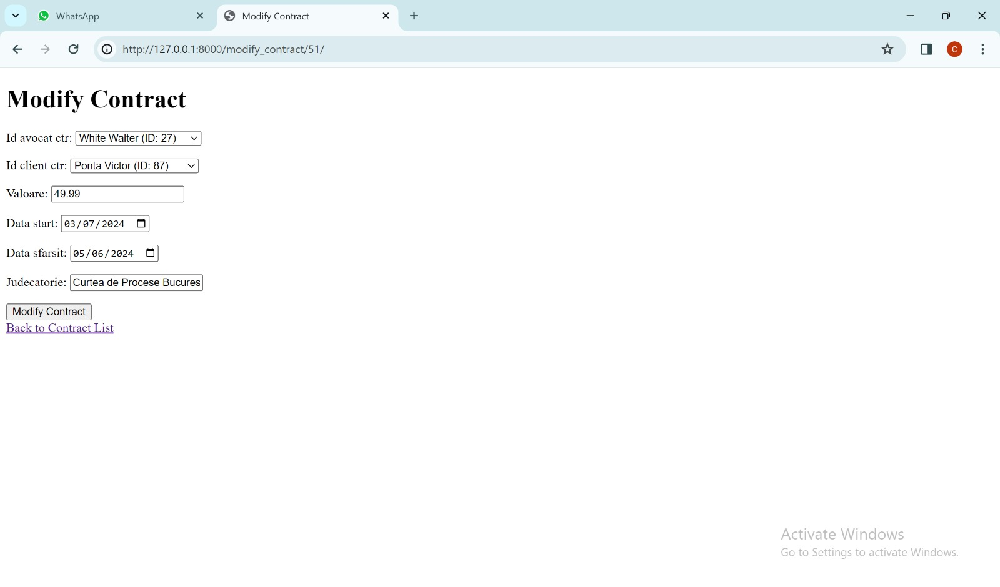 WhatsApp
Modify Contract
http://127.0.0.1:8000/modify_contract/51/
C
Modify Contract
Id avocat ctr: White Walter (ID: 27)
Id client ctr: Ponta Victor (ID: 87)
Valoare: 49.99
Data start: 03/07/2024
Data sfarsit: 05/06/2024
Judecatorie: Curtea de Procese Bucures
Modify Contract
Back to Contract List
Activate Windows
Go to Settings to activate Windows.